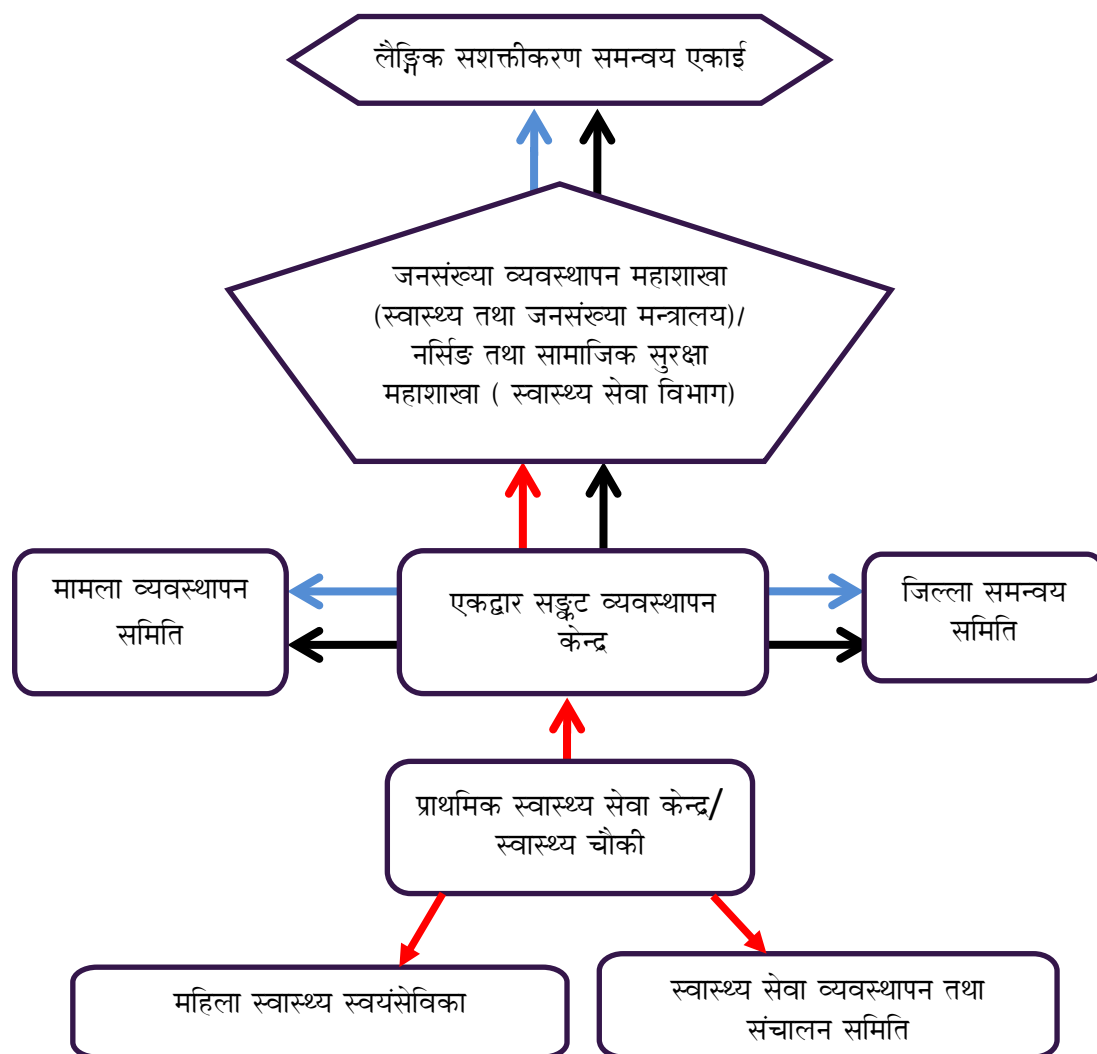 लैङ्गिक सशक्तीकरण समन्वय एकाई
जनसंख्या व्यवस्थापन महाशाखा
(स्वास्थ्य तथा जनसंख्या मन्त्रालय)/
नर्सिङ तथा सामाजिक सुरक्षा
महाशाखा ( स्वास्थ्य सेवा विभाग)
मामला व्यवस्थापन
समिति
एकद्वार सङ्कट व्यवस्थापन
केन्द्र
जिल्ला समन्वय
समिति
प्राथमिक स्वास्थ्य सेवा केन्द्र/
स्वास्थ्य चौकी
महिला स्वास्थ्य स्वयंसेविका
स्वास्थ्य सेवा व्यवस्थापन तथा
संचालन समिति